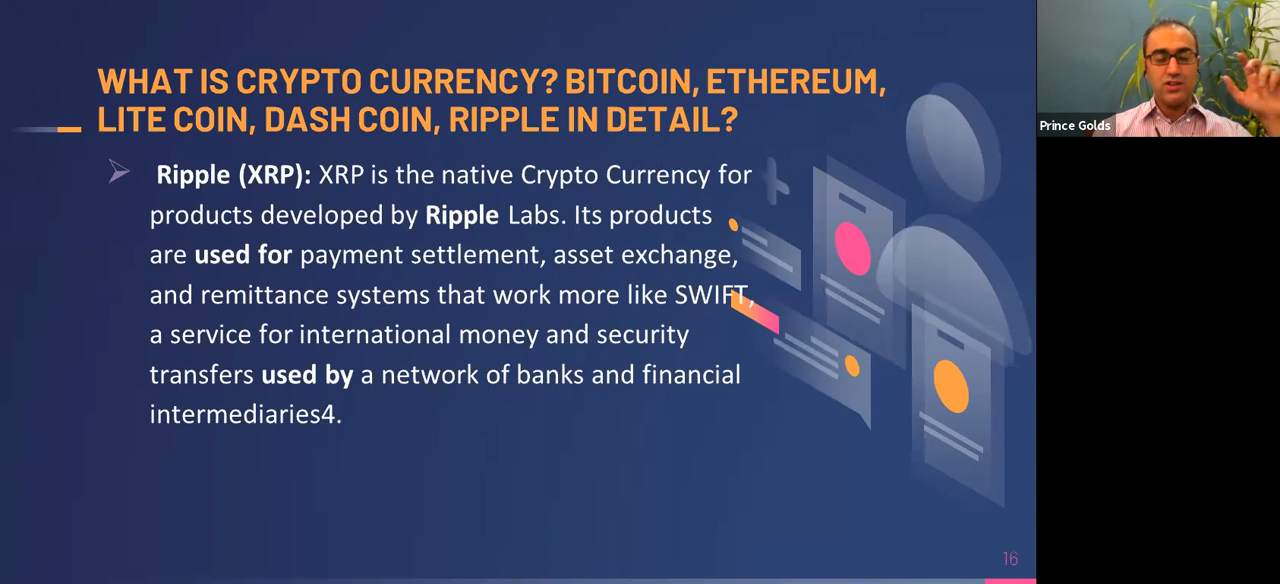 WHAT IS CRYPTO CURRENCY? BITCOIN, ETHEREUM,
LITE COIN, DASH COIN, RIPPLE IN DETAIL?
Ripple (XRP): XRP is the native Crypto Currency for
products developed by Ripple Labs. Its products
are used for payment settlement, asset exchange,
and remittance systems that work more like SWIFT,
a service for international money and security
transfers used by a network of banks and financial
intermediaries4.
16
Prince Golds